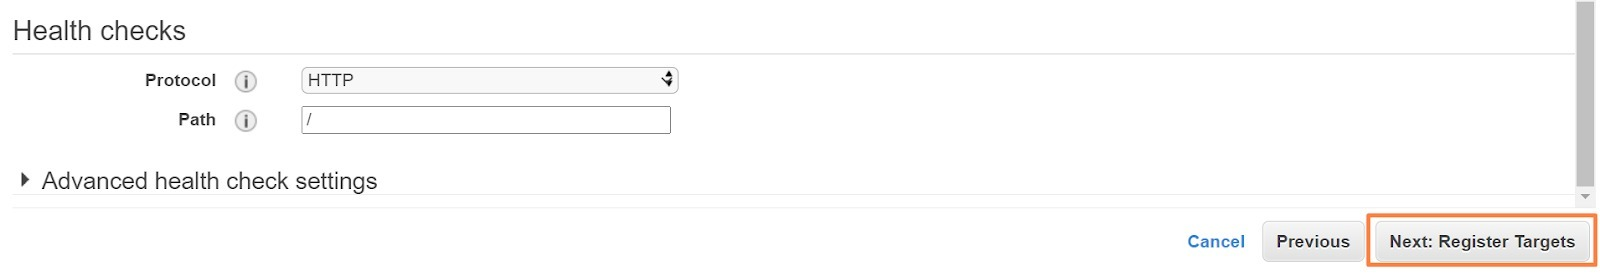 Health checks
Protocol i HTTP
Path i /
Advanced health check settings
Cancel Previous Next: Register Targets